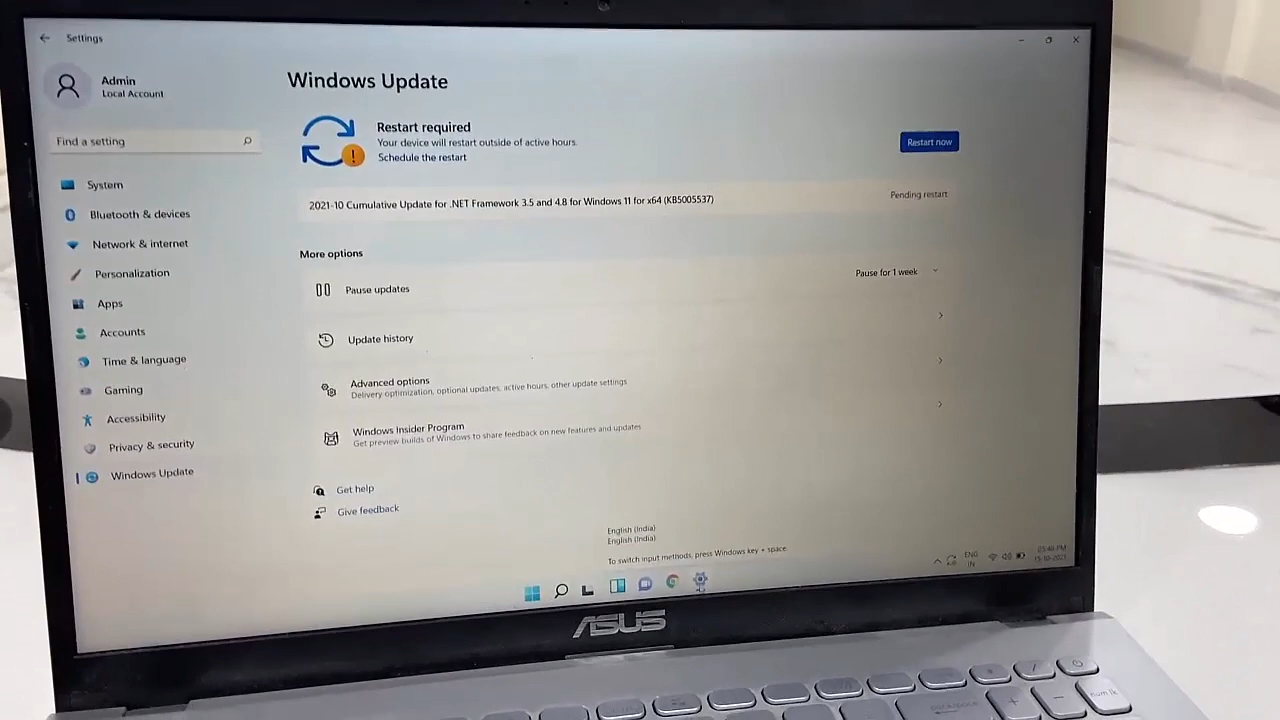 Settings
Admin
Local Account
Find a setting
System
Bluetooth & devices
Network & internet
Personalization
Apps
Accounts
Time & language
Gaming
Accessibility
Privacy & security
Windows Update
Windows Update
Restart required
Your device will restart outside of active hours.
Schedule the restart
Restart now
2021-10 Cumulative Update for .NET Framework 3.5 and 4.8 for Windows 11 for x64 (KB5005537)
Pending restart
More options
Pause updates
Pause for 1 week
Update history
Advanced options
Delivery optimization, optional updates, active hours, other update settings
Windows Insider Program
Get preview builds of Windows to share feedback on new features and updates
Get help
Give feedback
English (India)
English (India)
To switch input methods, press Windows key + space
ENG
IN
ASUS
num lk